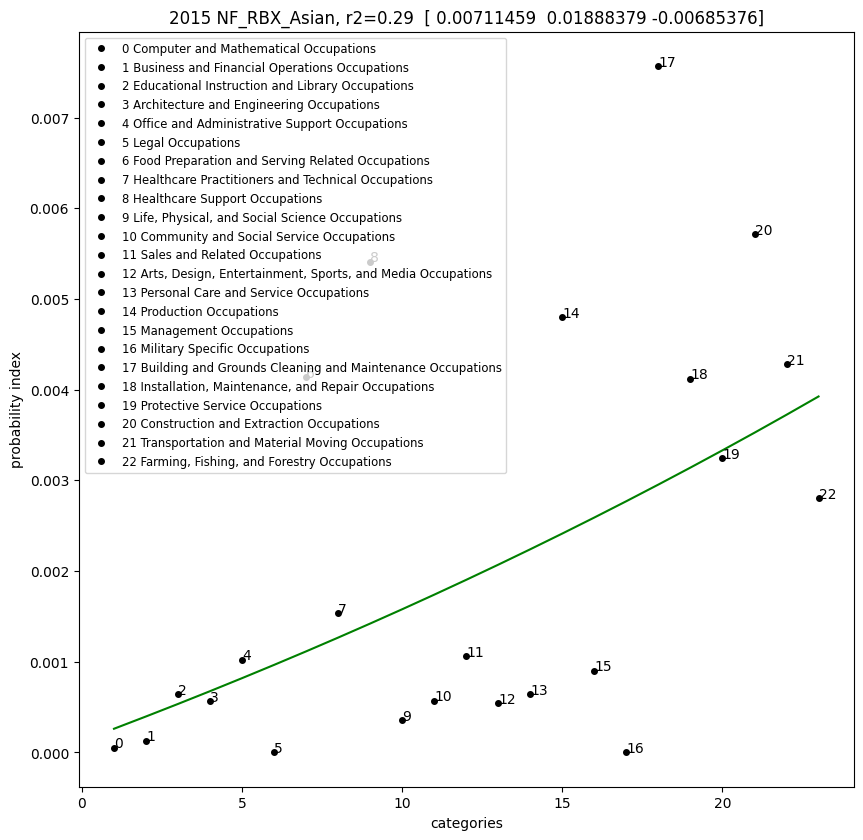 2015 NF_RBX_Asian, r2=0.29 [ 0.00711459 0.01888379 -0.00685376]
0 Computer and Mathematical Occupations
1 Business and Financial Operations Occupations
2 Educational Instruction and Library Occupations
3 Architecture and Engineering Occupations
4 Office and Administrative Support Occupations
5 Legal Occupations
6 Food Preparation and Serving Related Occupations
7 Healthcare Practitioners and Technical Occupations
8 Healthcare Support Occupations
9 Life, Physical, and Social Science Occupations
10 Community and Social Service Occupations
11 Sales and Related Occupations
12 Arts, Design, Entertainment, Sports, and Media Occupations
13 Personal Care and Service Occupations
14 Production Occupations
15 Management Occupations
16 Military Specific Occupations
17 Building and Grounds Cleaning and Maintenance Occupations
18 Installation, Maintenance, and Repair Occupations
19 Protective Service Occupations
20 Construction and Extraction Occupations
21 Transportation and Material Moving Occupations
22 Farming, Fishing, and Forestry Occupations
17
20
8
14
21
18
19
22
7
4
11
15
2
3
13
10
12
9
1
0
5
16
0.007
0.006
0.005
0.004
0.003
0.002
0.001
0.000
probability index
0
5
10
15
20
categories